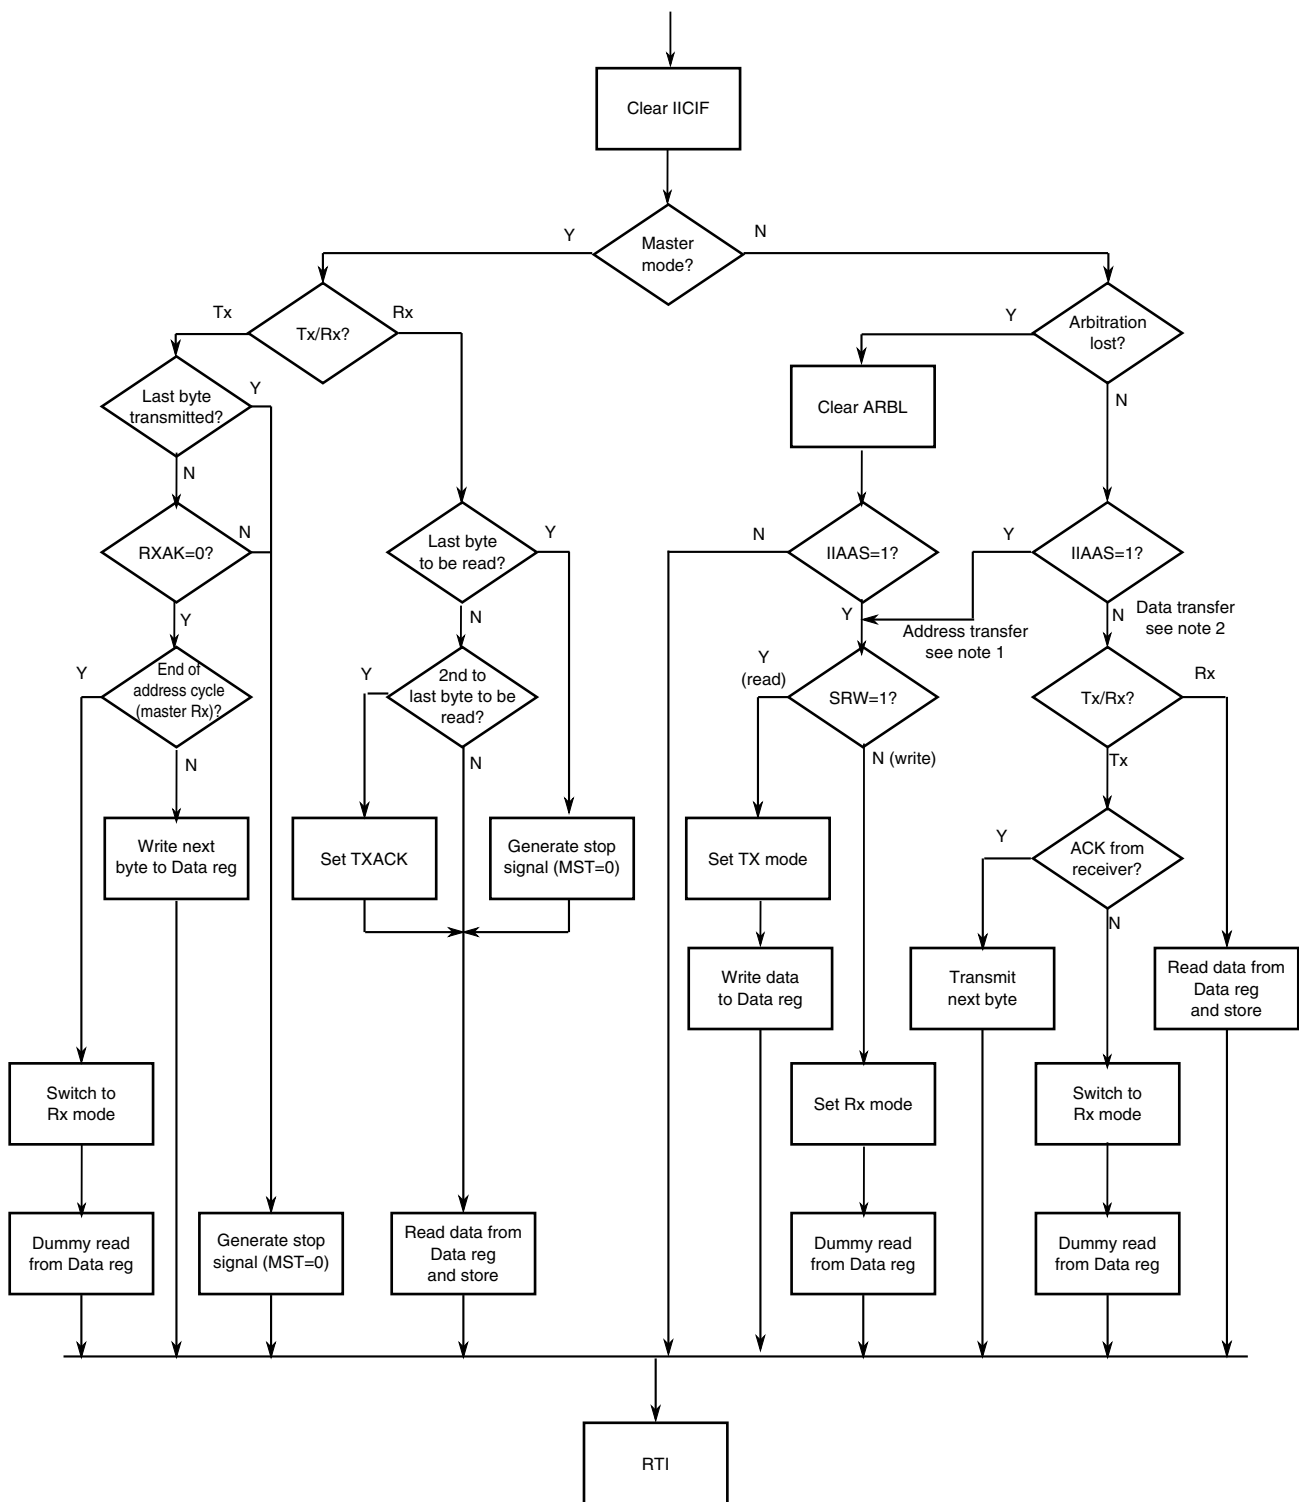 Clear IICIF
Y
Master
mode?
N
Tx
Tx/Rx?
Rx
Y
Arbitration
lost?
Last byte
transmitted?
Y
Clear ARBL
N
N
RXAK=0?
N
Last byte
to be read?
Y
N
IIAAS=1?
Y
IIAAS=1?
Y
N
Y
Address transfer
see note 1
N
Data transfer
see note 2
Y
End of
address cycle
(master Rx)?
Y
2nd to
last byte to be
read?
Y
(read)
SRW=1?
Tx/Rx?
Rx
N
N
N (write)
Tx
Write next
byte to Data reg
Set TXACK
Generate stop
signal (MST=0)
Set TX mode
Y
ACK from
receiver?
N
Write data
to Data reg
Transmit
next byte
Read data from
Data reg
and store
Switch to
Rx mode
Set Rx mode
Switch to
Rx mode
Dummy read
from Data reg
Generate stop
signal (MST=0)
Read data from
Data reg
and store
Dummy read
from Data reg
Dummy read
from Data reg
RTI